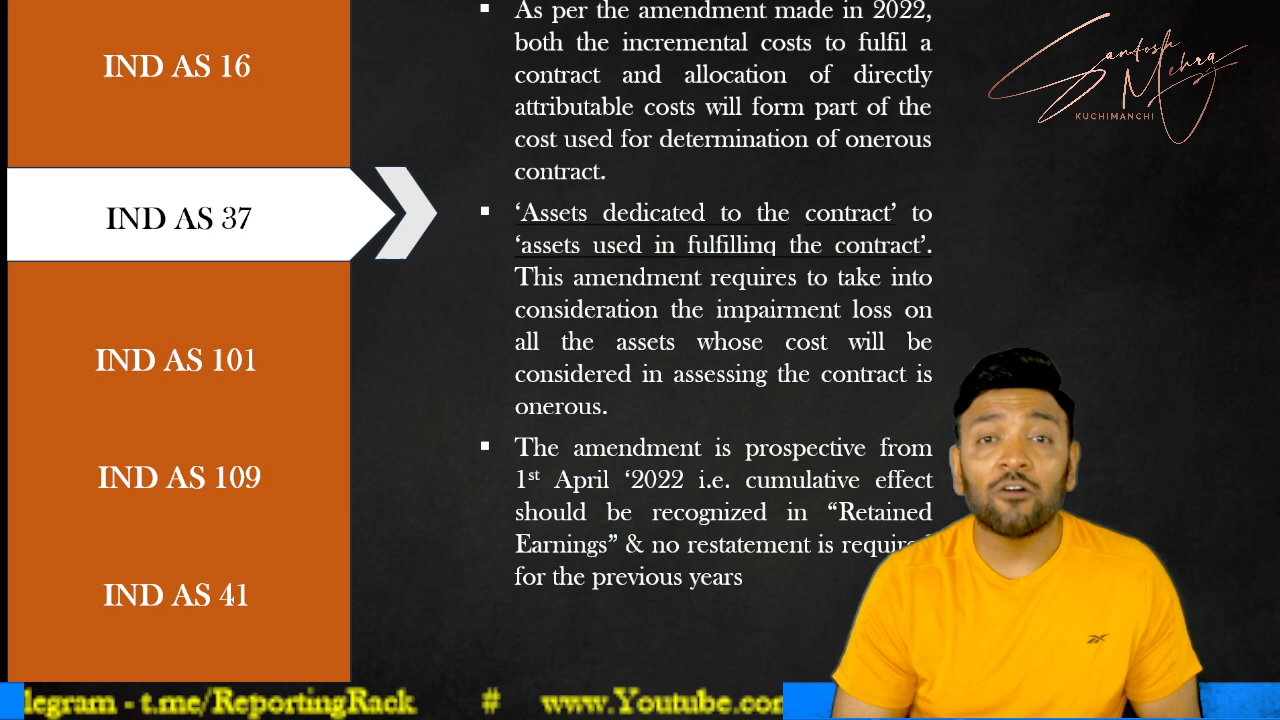 IND AS 16
IND AS 37
IND AS 101
IND AS 109
IND AS 41
As per the amendment made in 2022,
both the incremental costs to fulfil a
contract and allocation of directly
attributable costs will form part of the
cost used for determination of onerous
contract.
‘Assets dedicated to the contract’ to
‘assets used in fulfilling the contract’.
This amendment requires to take into
consideration the impairment loss on
all the assets whose cost will be
considered in assessing the contract is
onerous.
The amendment is prospective from
1st April ‘2022 i.e. cumulative effect
should be recognized in “Retained
Earnings” & no restatement is
for the previous years
Santosh
Mehra
KUCHIMANCHI
- t.me/ReportingRack # www.Youtube.